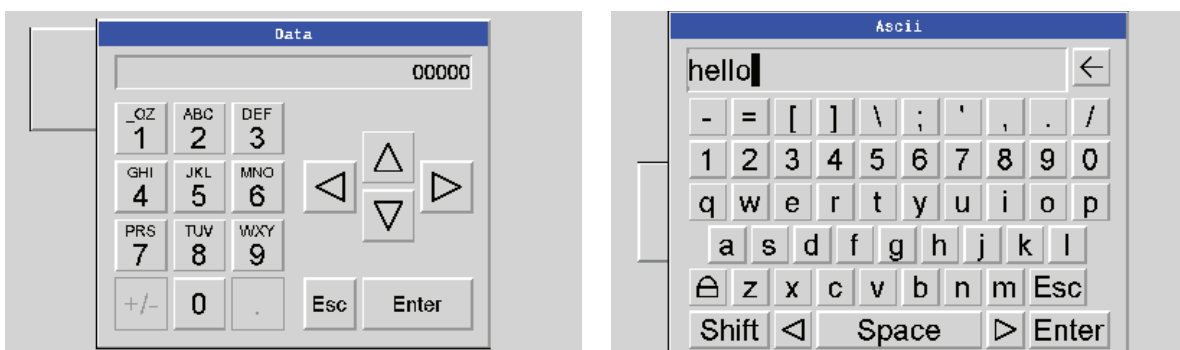 Data
00000
_QZ ABC DEF
1 2 3
GHI JKL MNO
4 5 6
PRS TUV WXY
7 8 9
+/- 0 . Esc Enter
Ascii
hello
- = [ ] \ ; ' , . /
1 2 3 4 5 6 7 8 9 0
q w e r t y u i o p
a s d f g h j k l
z x c v b n m Esc
Shift Space Enter